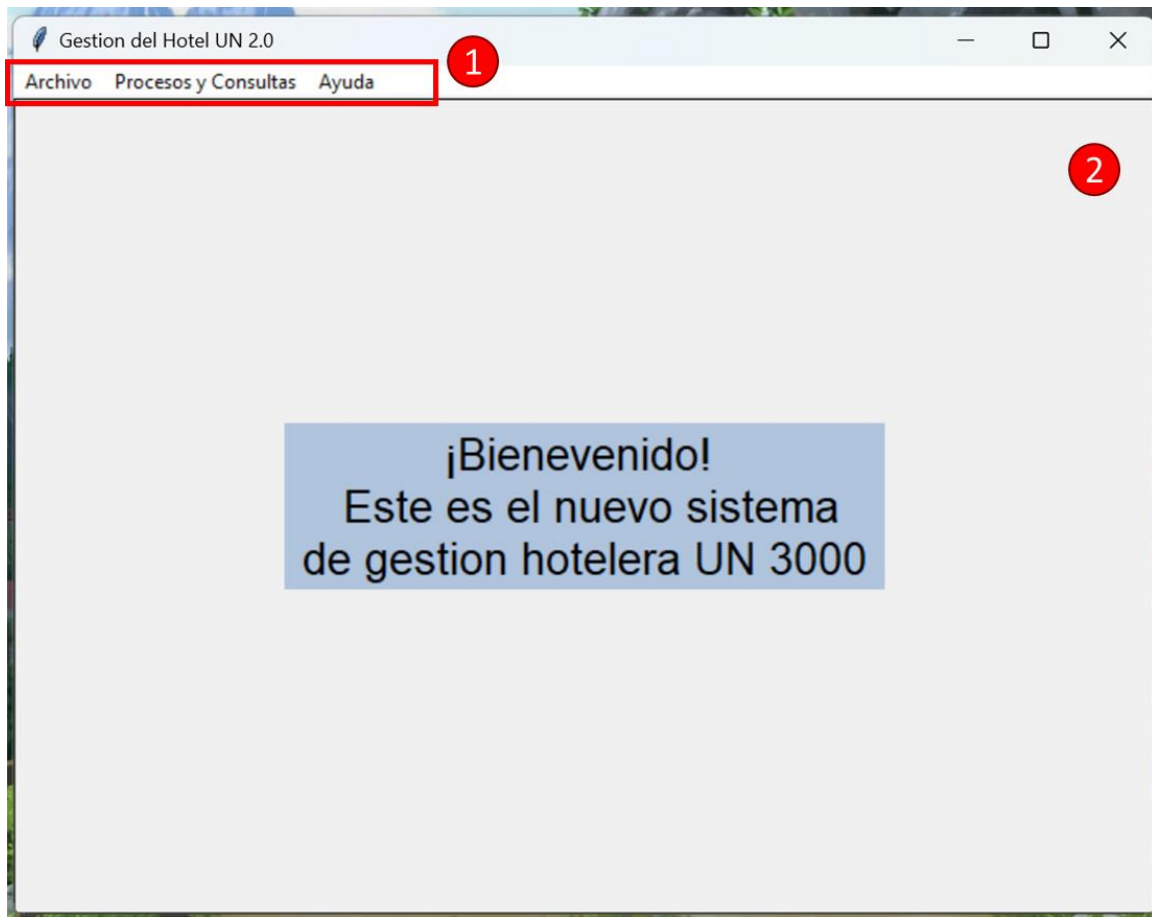 Gestion del Hotel UN 2.0
Archivo Procesos y Consultas Ayuda
1
2
¡Bienevenido!
Este es el nuevo sistema
de gestion hotelera UN 3000